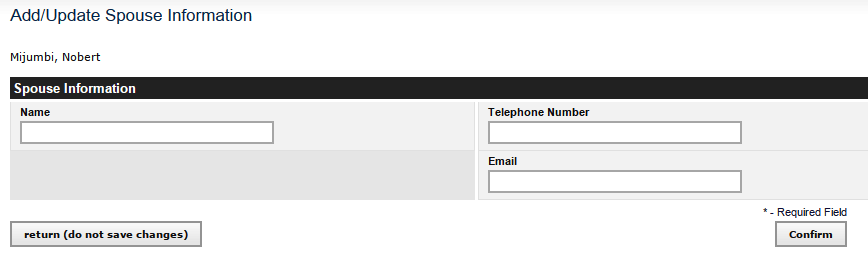 Add/Update Spouse Information
Mijumbi, Nobert
Spouse Information
Name
Telephone Number
Email
* - Required Field
return (do not save changes)
Confirm